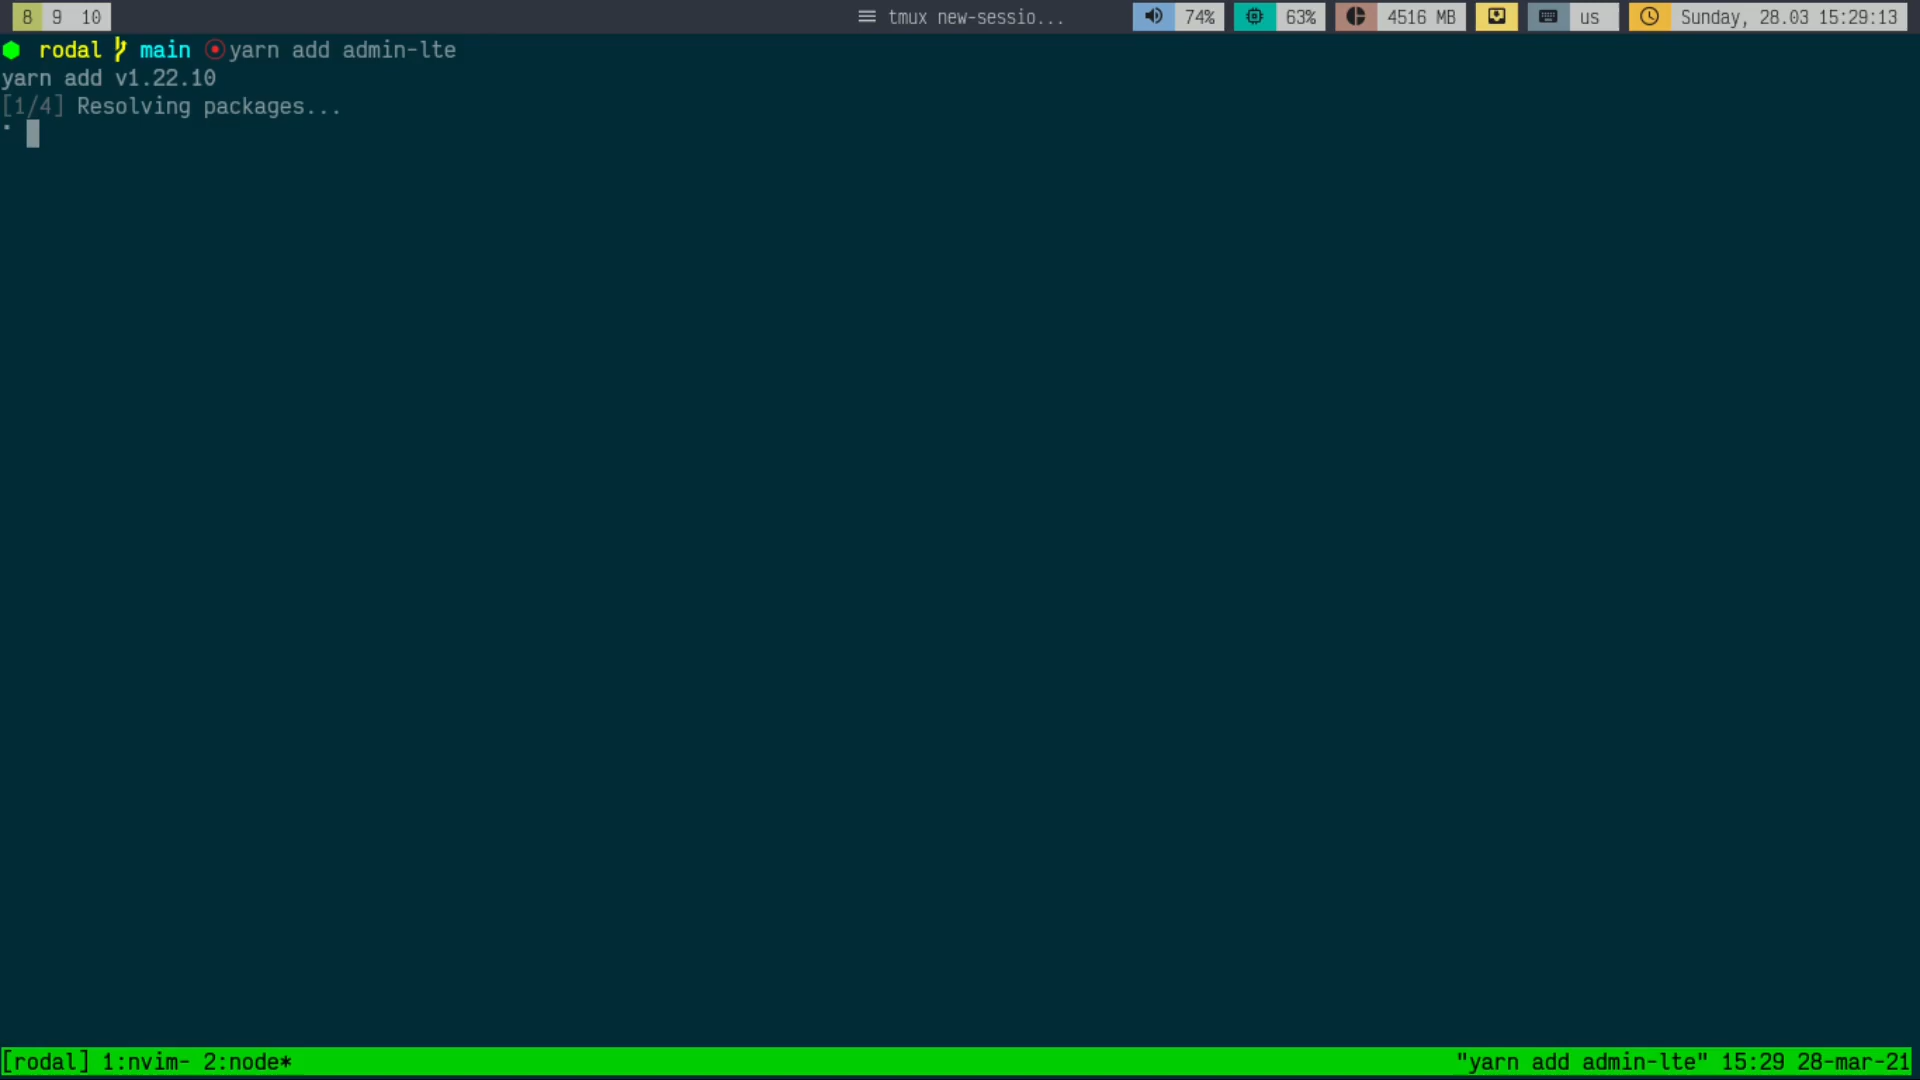 8 9 10 tmux new-sessio... 74% 63% 4516 MB us Sunday, 28.03 15:29:13
rodal main yarn add admin-lte
yarn add v1.22.10
[1/4] Resolving packages...
[rodal] 1:nvim- 2:node* "yarn add admin-lte" 15:29 28-mar-21